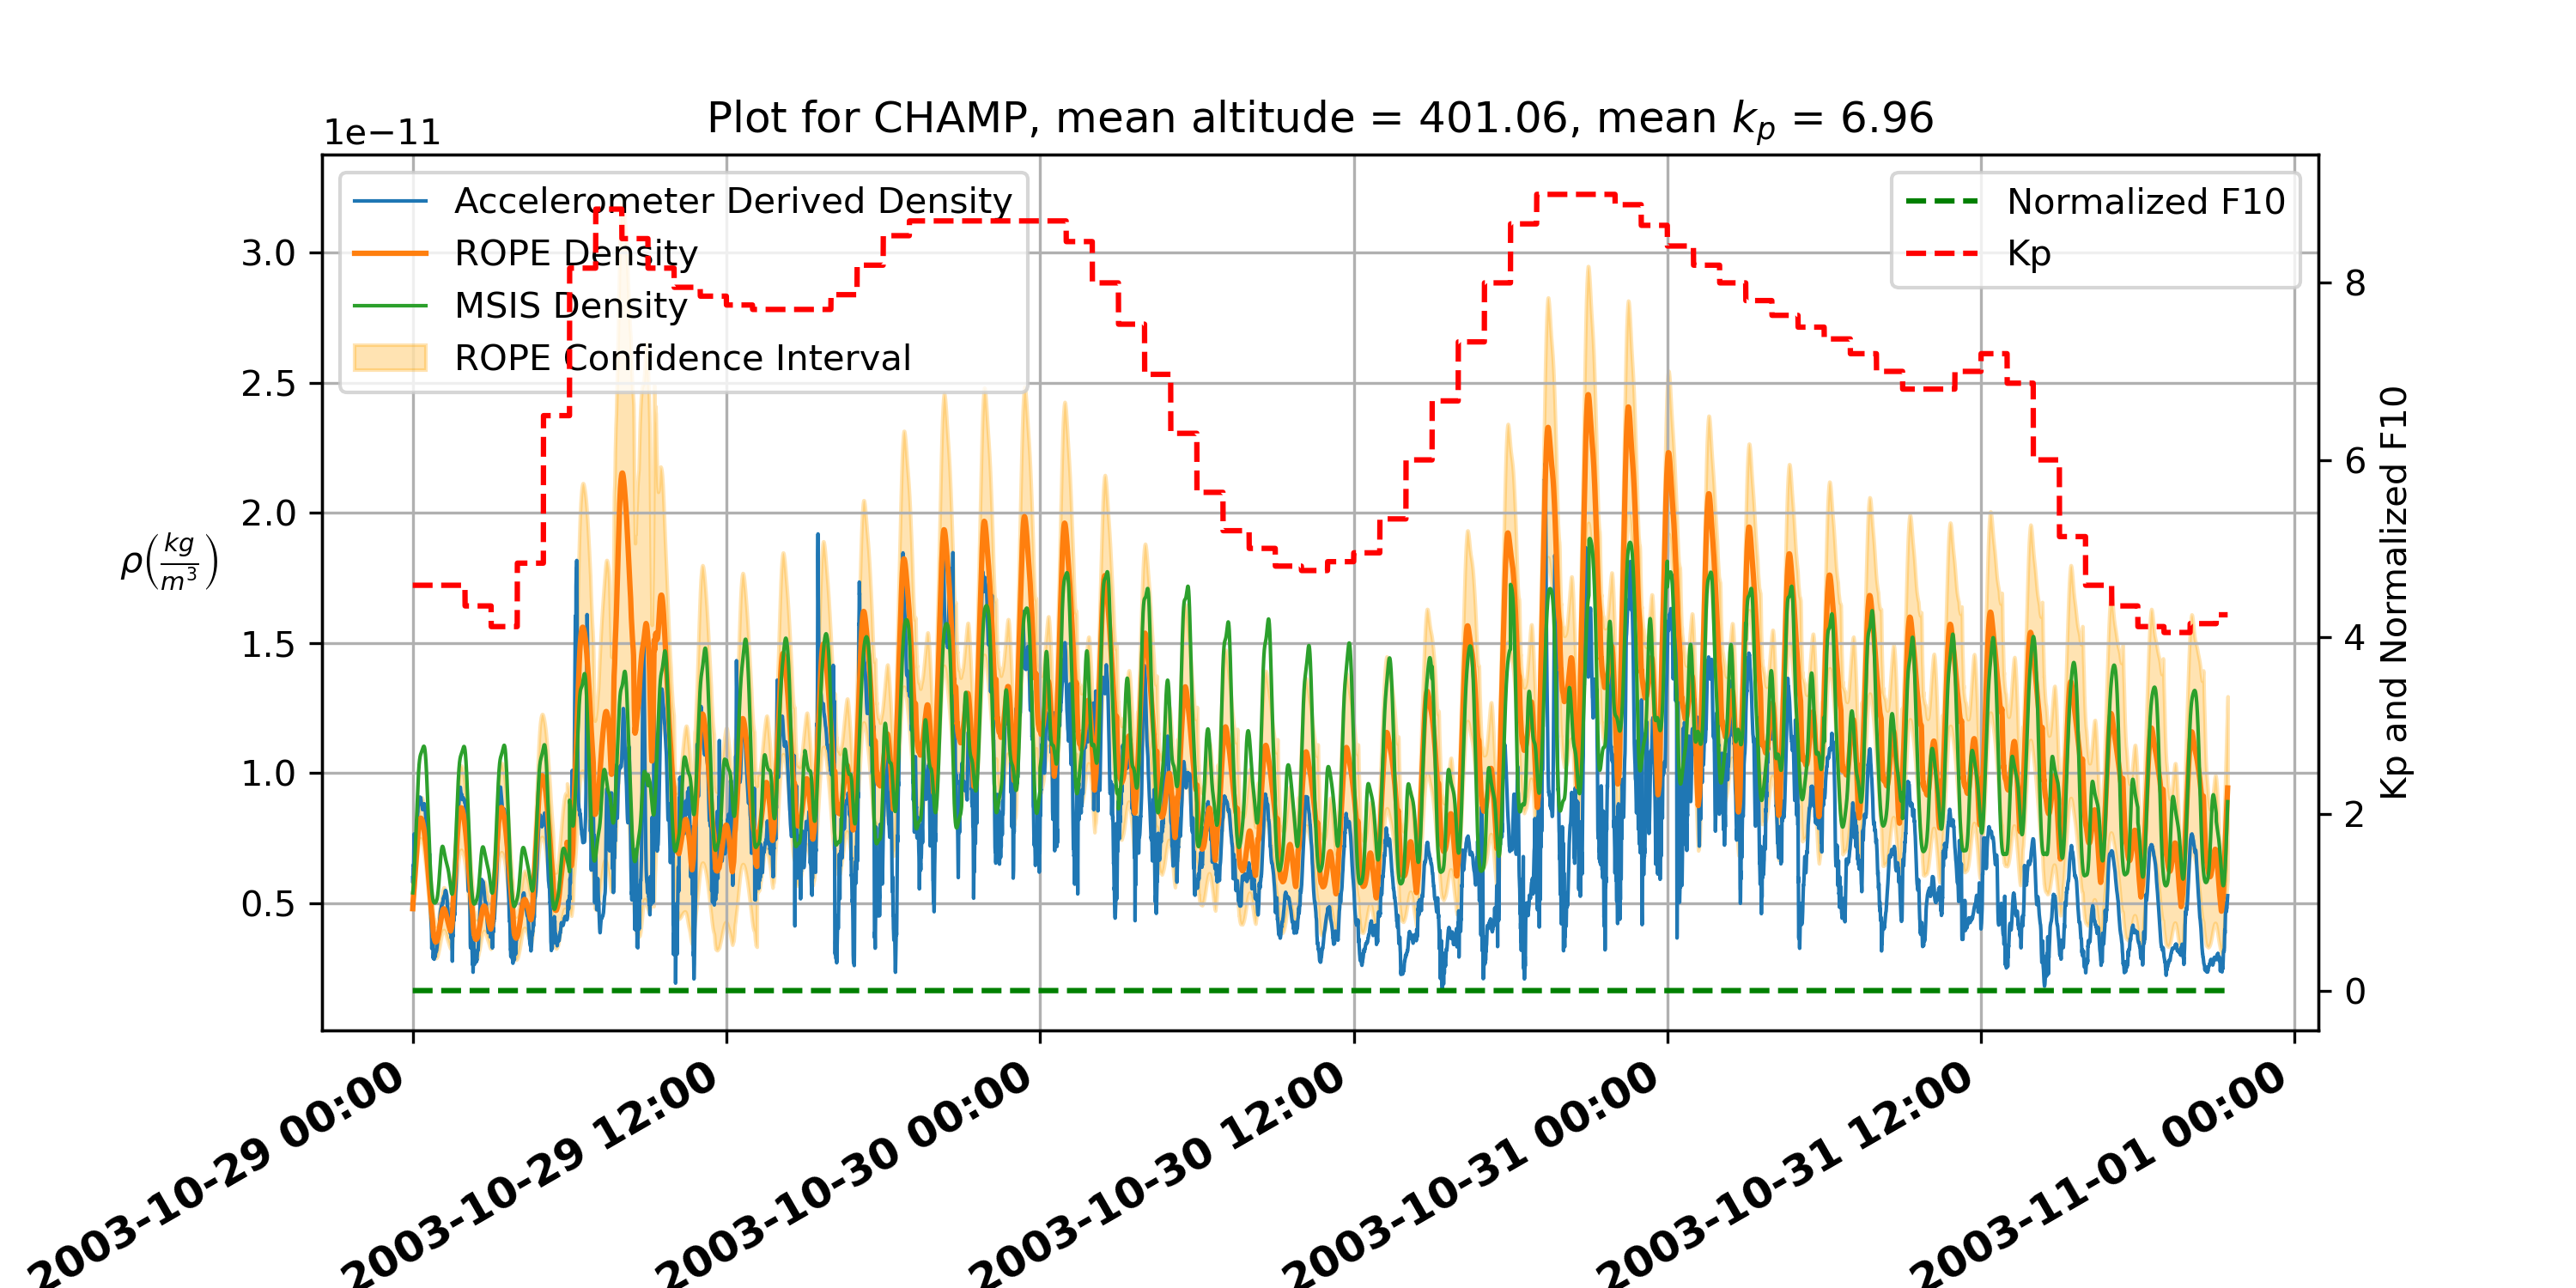 Plot for CHAMP, mean altitude = 401.06, mean k_p = 6.96
1e−11
Accelerometer Derived Density
ROPE Density
MSIS Density
ROPE Confidence Interval
Normalized F10
Kp
3.0
2.5
2.0
1.5
1.0
0.5
ρ(kg/m³)
8
6
4
2
0
Kp and Normalized F10
2003-10-29 00:00
2003-10-29 12:00
2003-10-30 00:00
2003-10-30 12:00
2003-10-31 00:00
2003-10-31 12:00
2003-11-01 00:00